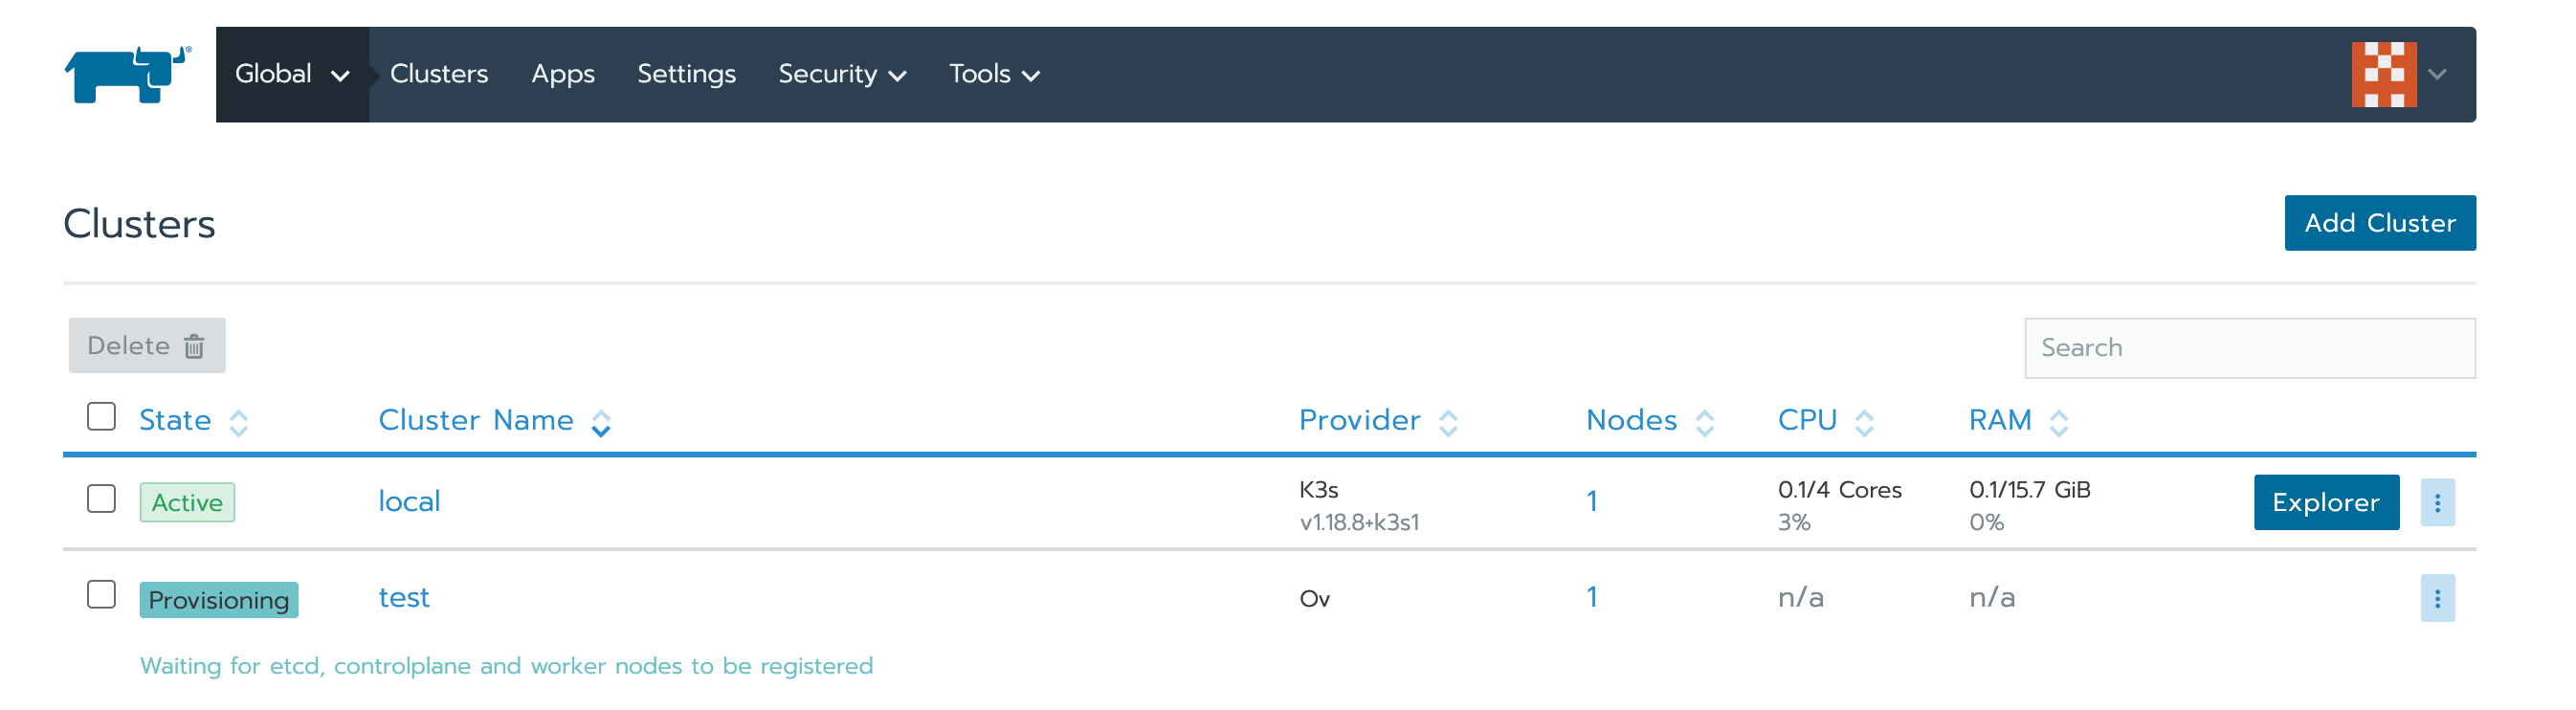 Global Clusters Apps Settings Security Tools
Clusters
Add Cluster
Delete
Search
State Cluster Name Provider Nodes CPU RAM
Active local K3s 1 0.1/4 Cores 0.1/15.7 GiB Explorer
v1.18.8+k3s1 3% 0%
Provisioning test Ov 1 n/a n/a
Waiting for etcd, controlplane and worker nodes to be registered